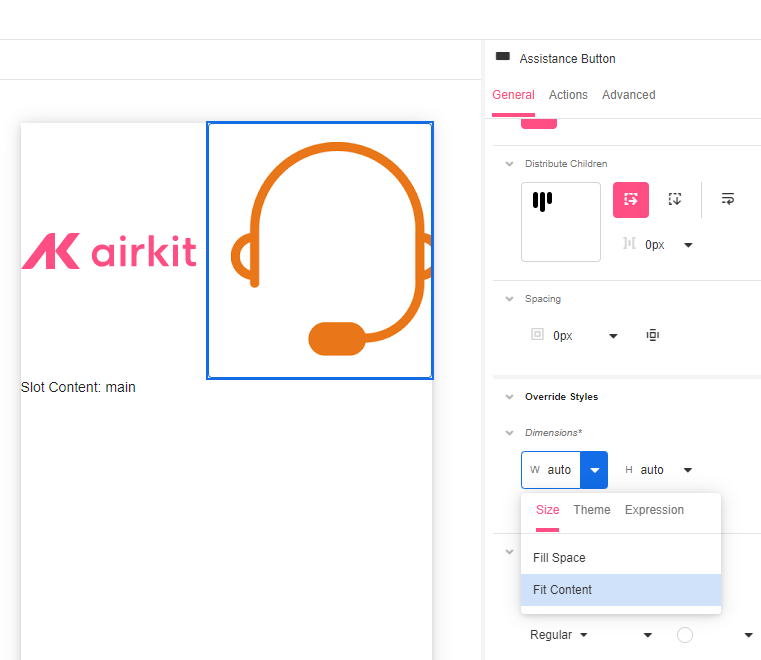 Assistance Button
General Actions Advanced
Distribute Children
0px
Spacing
0px
airkit
Slot Content: main
Override Styles
Dimensions*
W auto H auto
Size Theme Expression
Fill Space
Fit Content
Regular